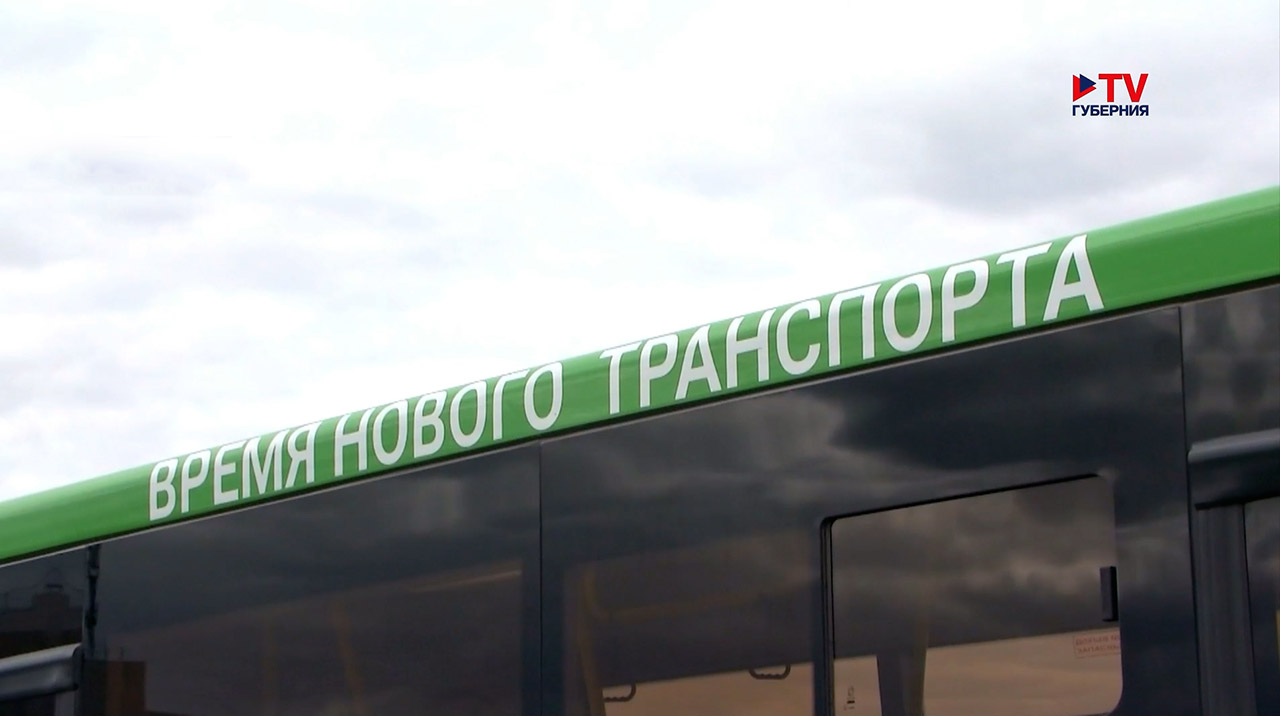 TV
ГУБЕРНИЯ
ВРЕМЯ НОВОГО ТРАНСПОРТА